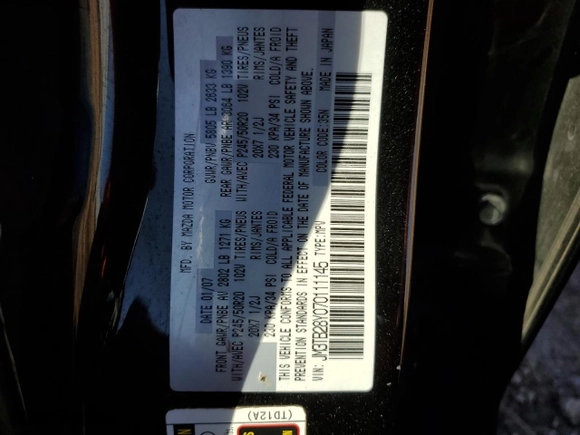 MFD. BY MAZDA MOTOR CORPORATION
DATE 01/07 GVWR/PNBV 5805 LB 2633 KG
FRONT GAWR/PNBE AV 2802 LB 1271 KG REAR GAWR/PNBE AR 3064 LB 1390 KG
WITH/AVEC P245/50R20 102V TIRES/PNEUS WITH/AVEC P245/50R20 102V TIRES/PNEUS
20X7 1/2J RIMS/JANTES 20X7 1/2J RIMS/JANTES
230 KPA/34 PSI COLD/A FROID 230 KPA/34 PSI COLD/A FROID
THIS VEHICLE CONFORMS TO ALL APPLICABLE FEDERAL MOTOR VEHICLE SAFETY AND THEFT
PREVENTION STANDARDS IN EFFECT ON THE DATE OF MANUFACTURE SHOWN ABOVE.
VIN: JM3TB28Y070111145 TYPE:MPV
COLOR CODE:35N MADE IN JAPAN
(TD12A)